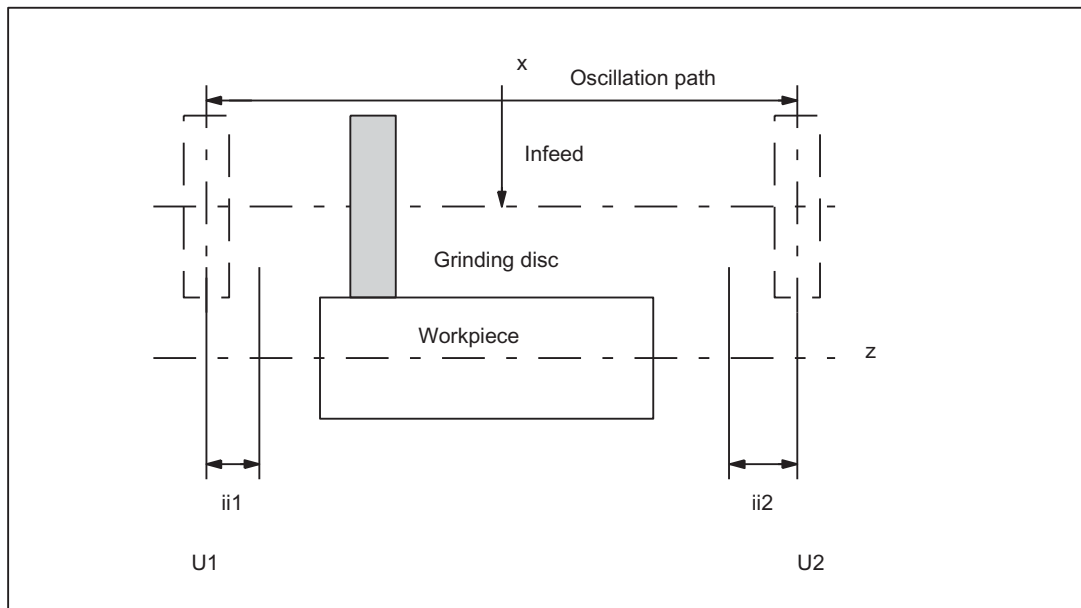 x
Oscillation path
Infeed
Grinding disc
Workpiece
z
ii1
ii2
U1
U2